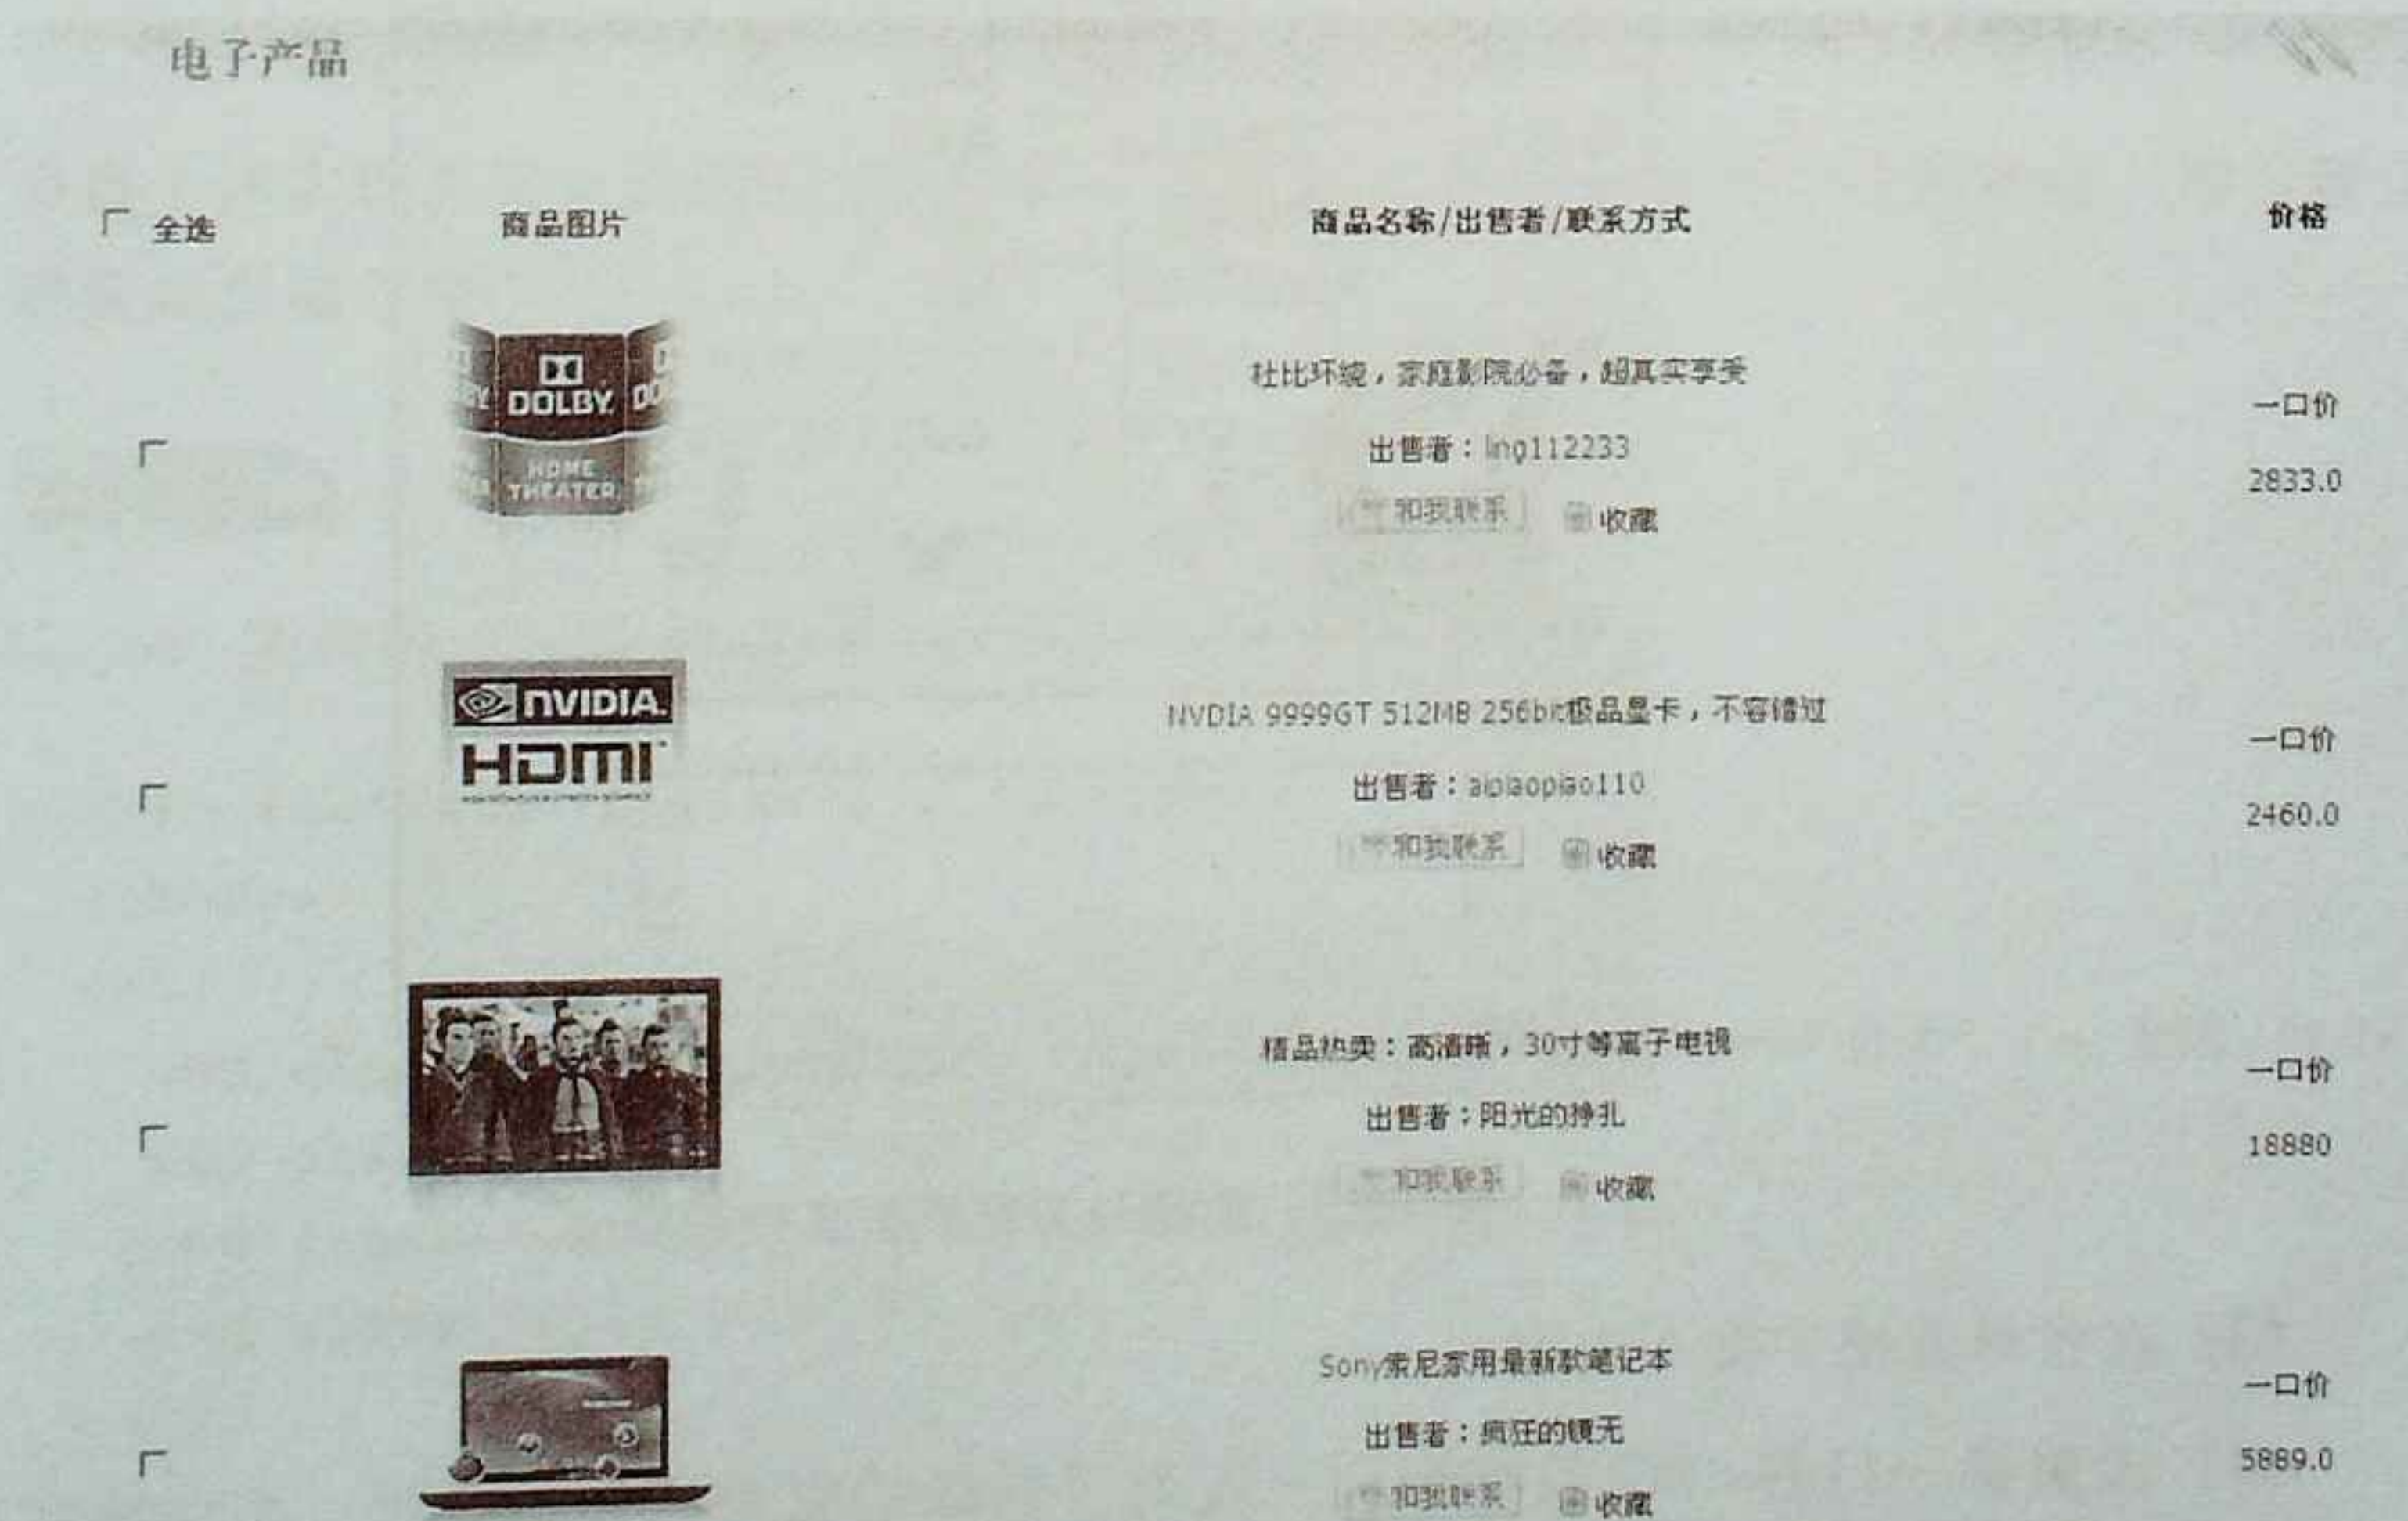 电子产品
全选 商品图片 商品名称/出售者/联系方式 价格
DOLBY
HOME
THEATER
杜比环绕，家庭影院必备，超真实享受
出售者：ling112233
和我联系 收藏
一口价
2833.0
NVIDIA
HDMI
NVDIA 9999GT 512MB 256bit极品显卡，不容错过
出售者：aipiaopiao110
和我联系 收藏
一口价
2460.0
精品热卖：高清晰，30寸等离子电视
出售者：阳光的挣扎
和我联系 收藏
一口价
18880
Sony索尼家用最新款笔记本
出售者：疯狂的镜无
和我联系 收藏
一口价
5889.0